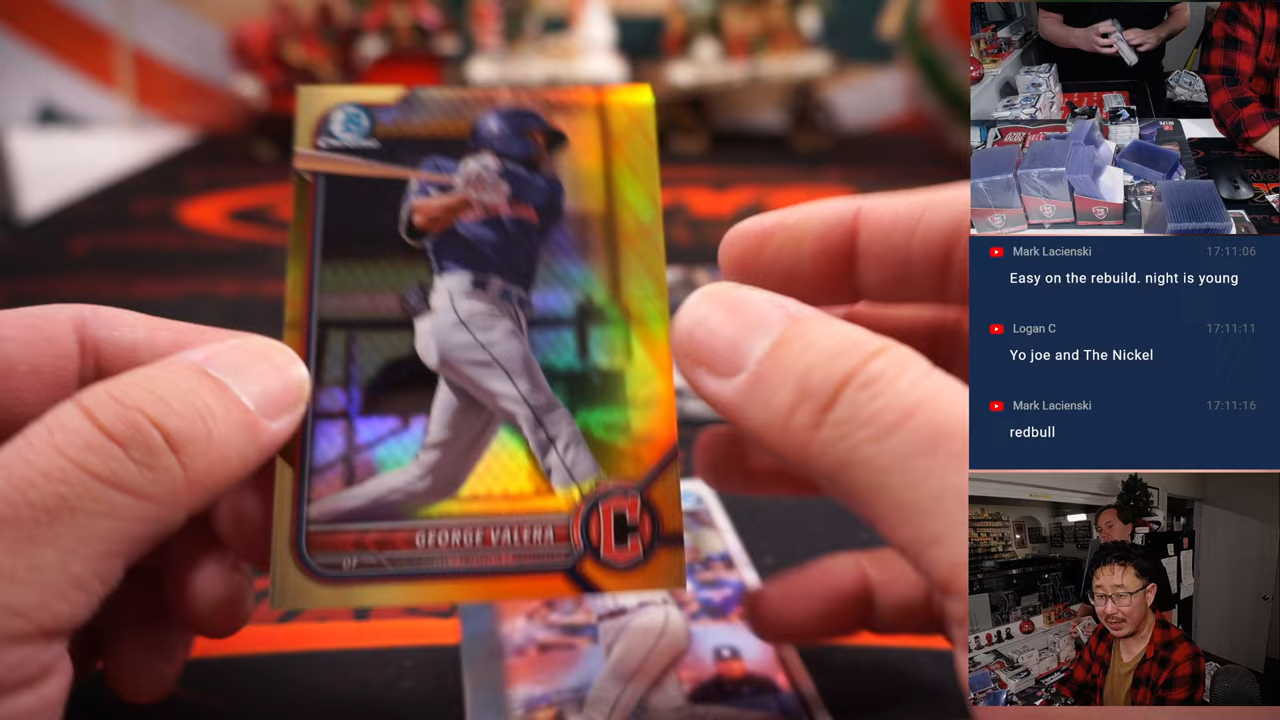 GEORGE VALERA
OF
C
Mark Lacienski
17:11:06
Easy on the rebuild. night is young
Logan C
17:11:11
Yo joe and The Nickel
Mark Lacienski
17:11:16
redbull